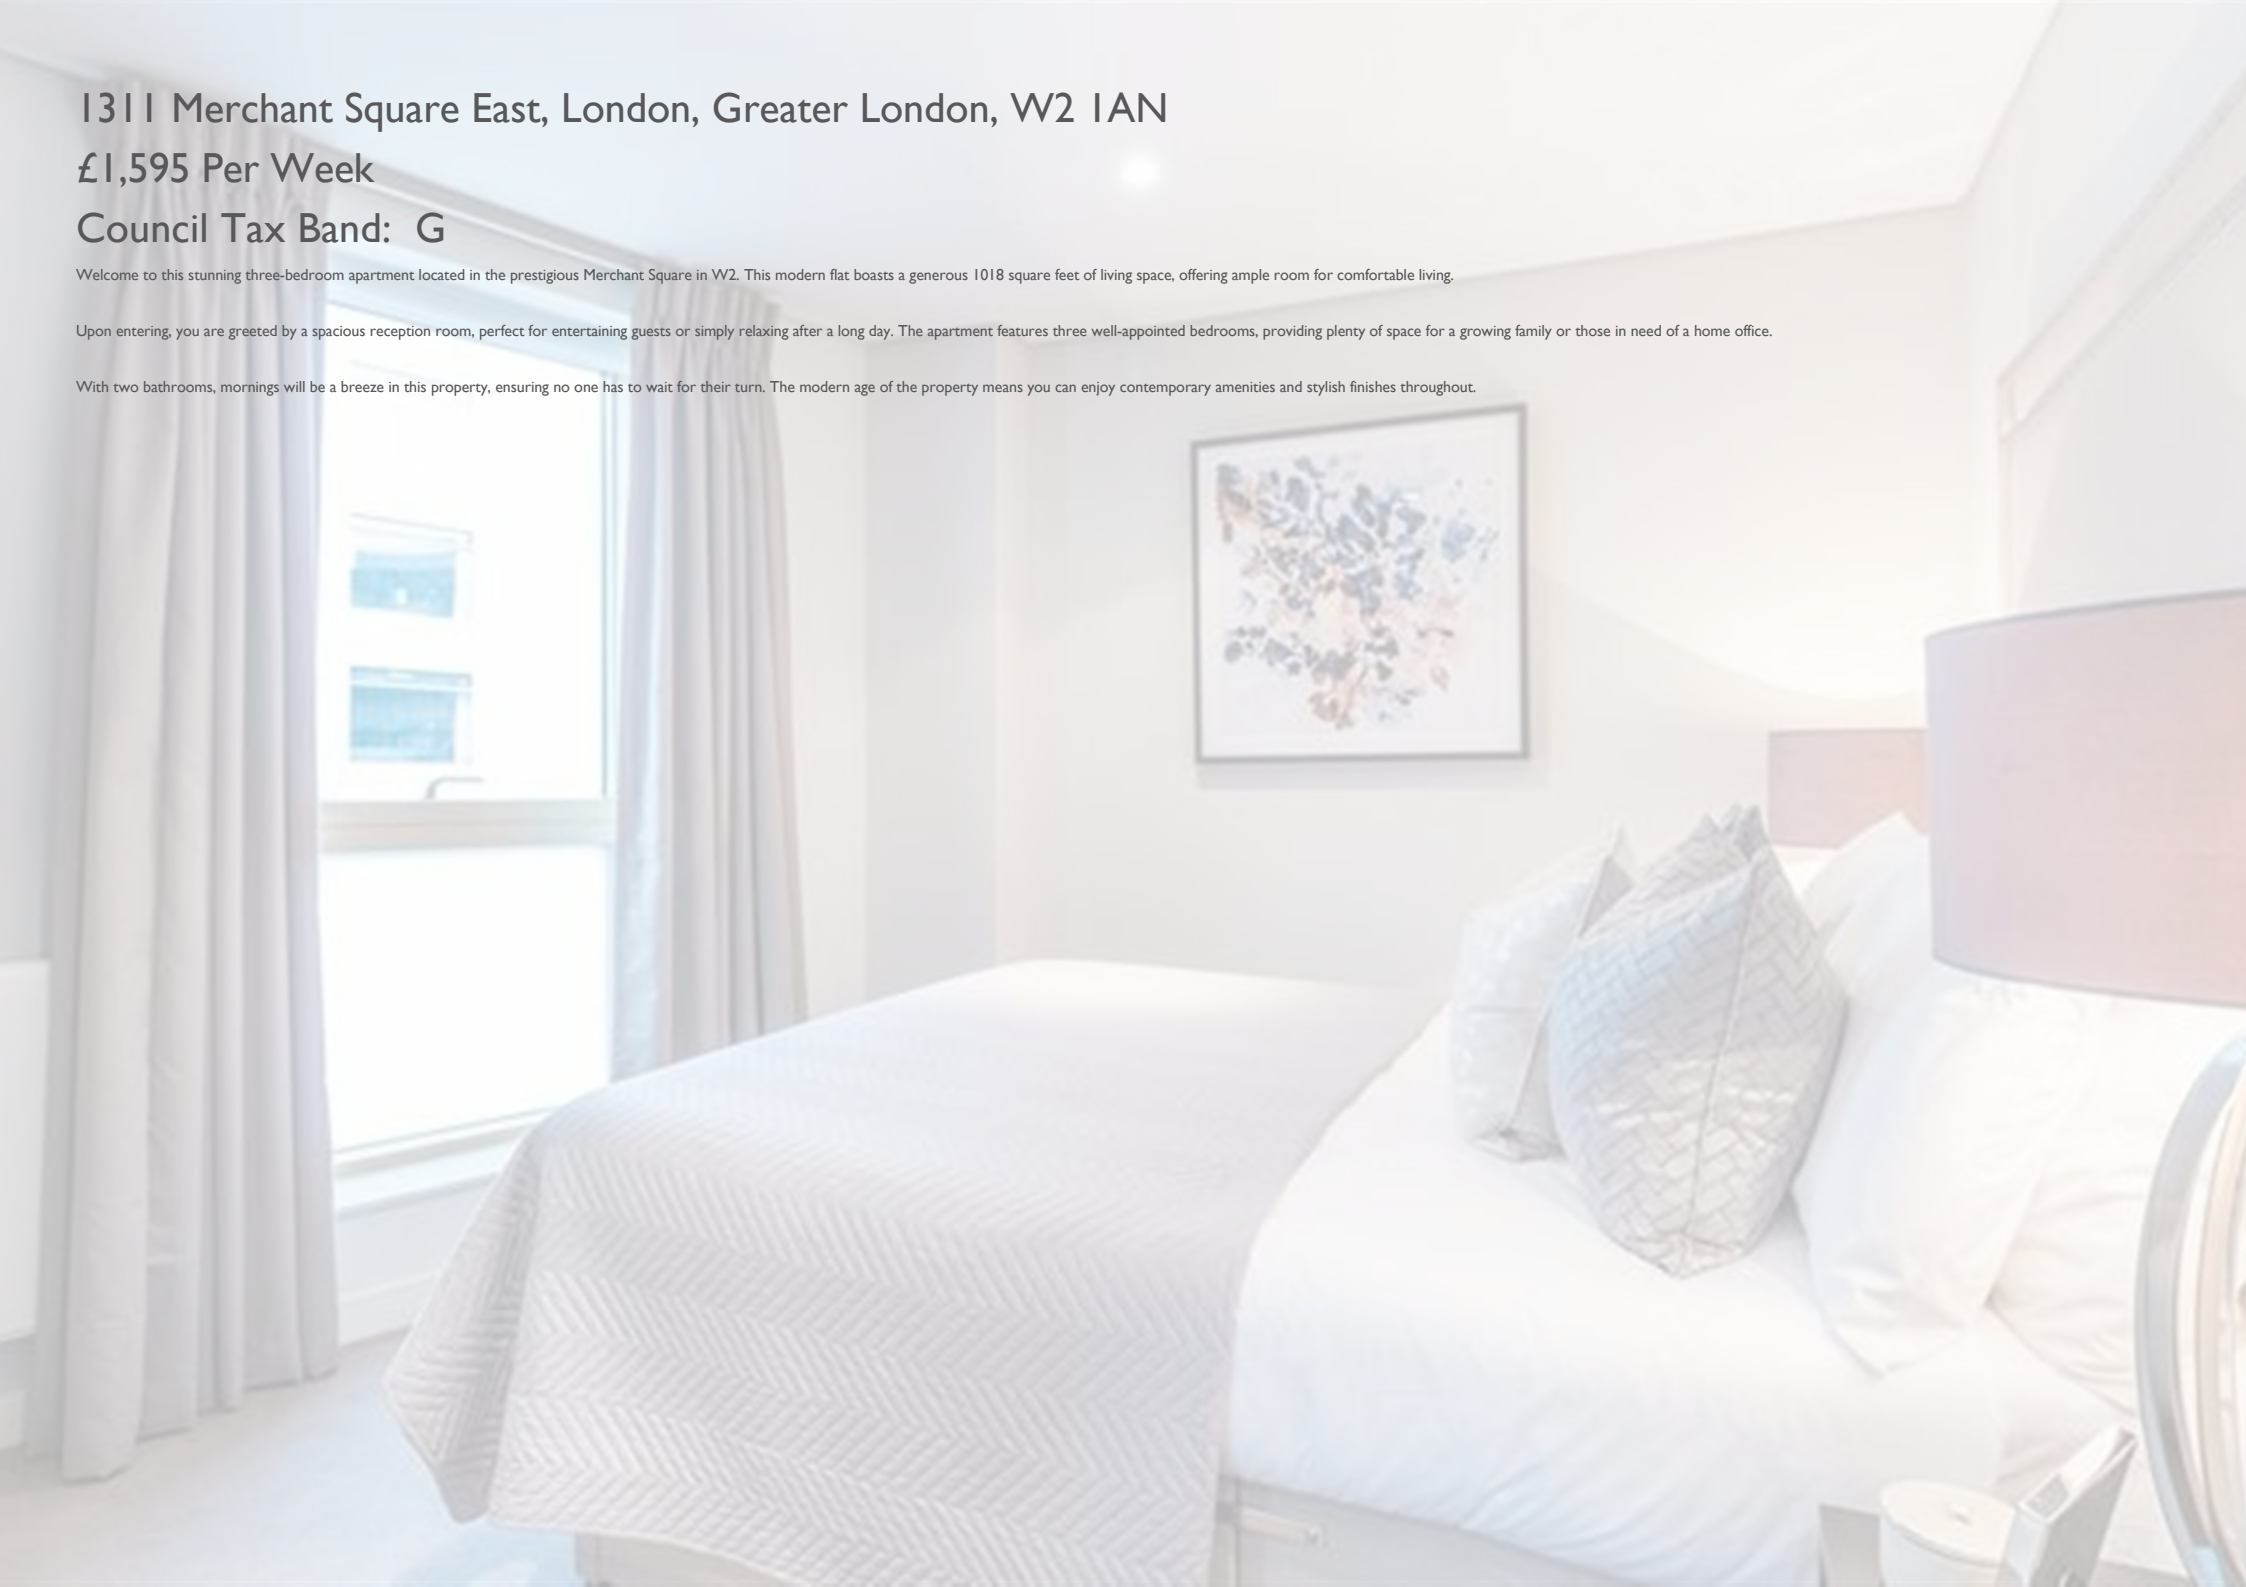 1311 Merchant Square East, London, Greater London, W2 1AN
£1,595 Per Week
Council Tax Band: G
Welcome to this stunning three-bedroom apartment located in the prestigious Merchant Square in W2. This modern flat boasts a generous 1018 square feet of living space, offering ample room for comfortable living.
Upon entering, you are greeted by a spacious reception room, perfect for entertaining guests or simply relaxing after a long day. The apartment features three well-appointed bedrooms, providing plenty of space for a growing family or those in need of a home office.
With two bathrooms, mornings will be a breeze in this property, ensuring no one has to wait for their turn. The modern age of the property means you can enjoy contemporary amenities and stylish finishes throughout.